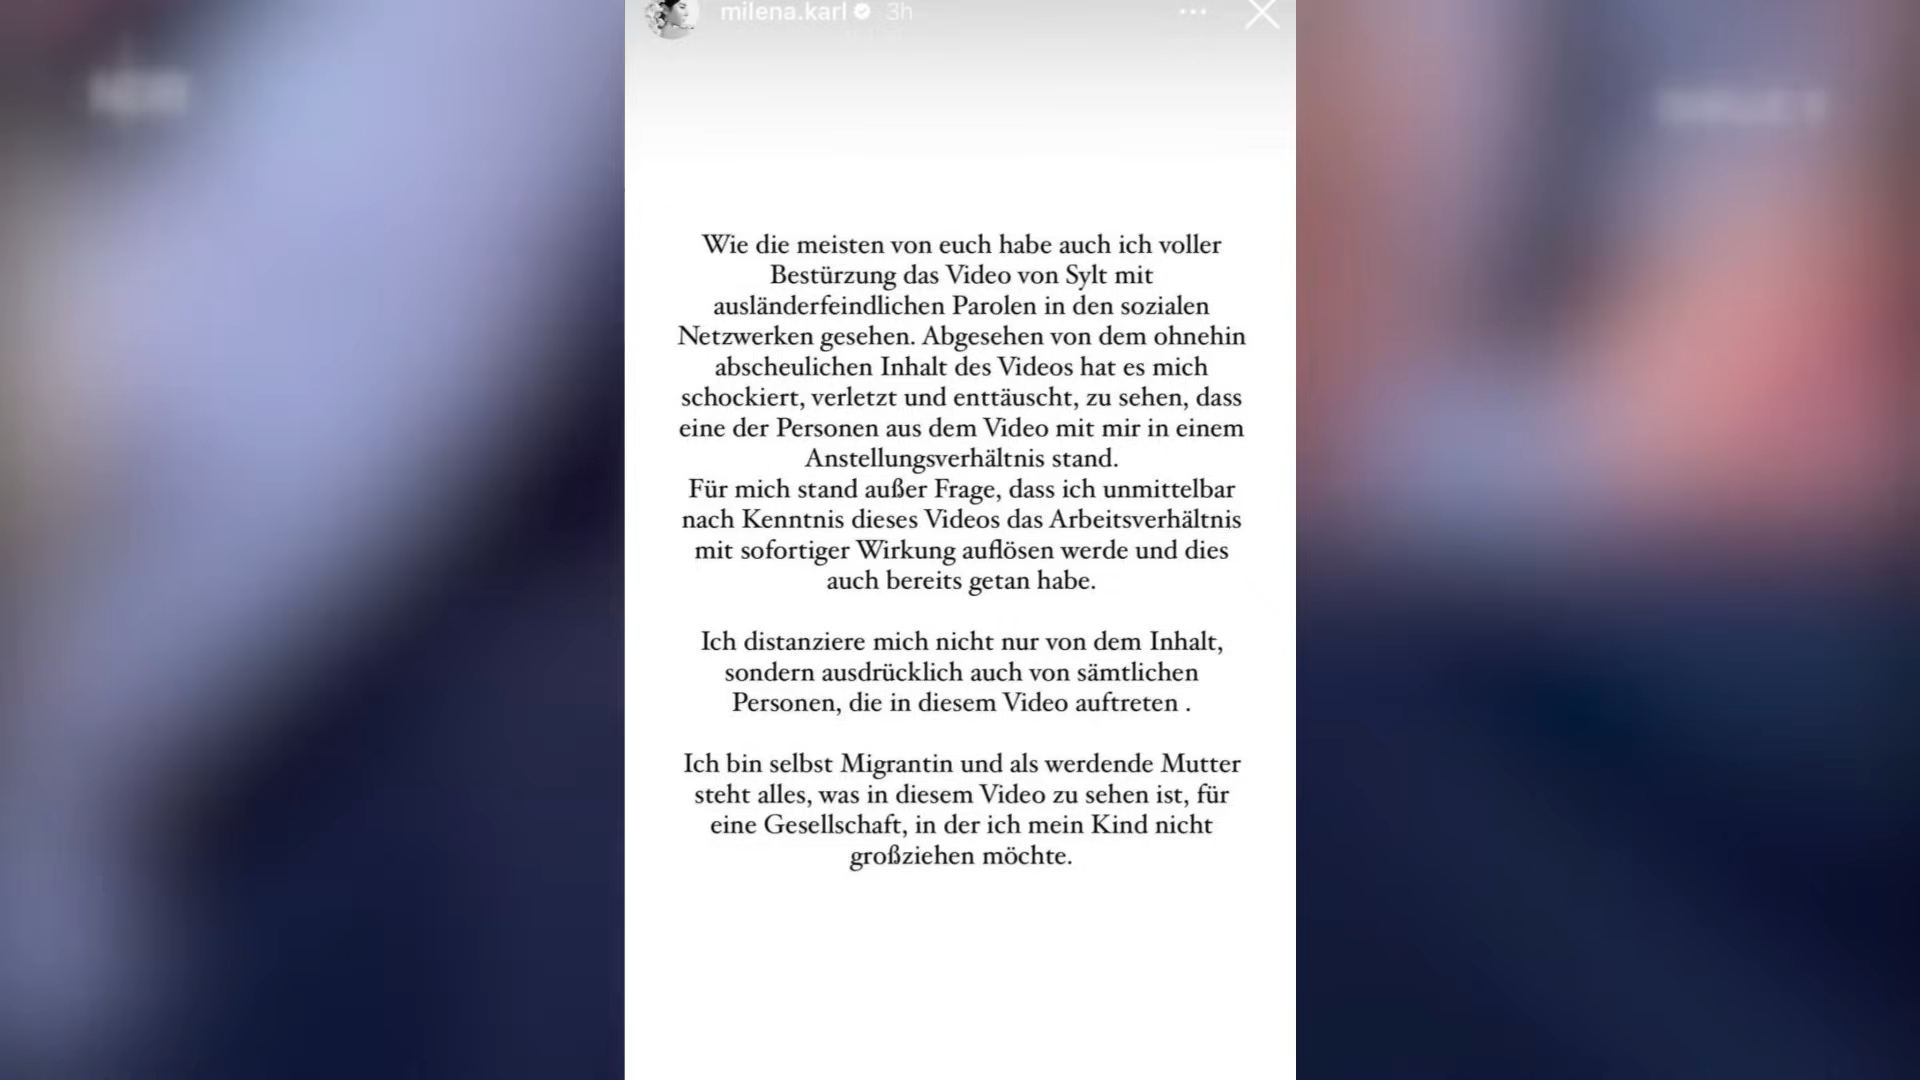 milena.karl 3h
Wie die meisten von euch habe auch ich voller
Bestürzung das Video von Sylt mit
ausländerfeindlichen Parolen in den sozialen
Netzwerken gesehen. Abgesehen von dem ohnehin
abscheulichen Inhalt des Videos hat es mich
schockiert, verletzt und enttäuscht, zu sehen, dass
eine der Personen aus dem Video mit mir in einem
Anstellungsverhältnis stand.
Für mich stand außer Frage, dass ich unmittelbar
nach Kenntnis dieses Videos das Arbeitsverhältnis
mit sofortiger Wirkung auflösen werde und dies
auch bereits getan habe.
Ich distanziere mich nicht nur von dem Inhalt,
sondern ausdrücklich auch von sämtlichen
Personen, die in diesem Video auftreten .
Ich bin selbst Migrantin und als werdende Mutter
steht alles, was in diesem Video zu sehen ist, für
eine Gesellschaft, in der ich mein Kind nicht
großziehen möchte.